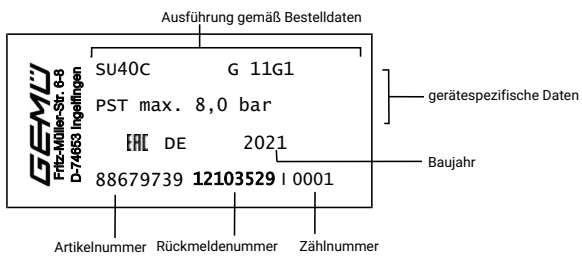 Ausführung gemäß Bestelldaten
GEMÜ
Fritz-Müller-Str. 6-8
D-74653 Ingelfingen
SU40C G 11G1
PST max. 8,0 bar
EAC DE 2021
88679739 12103529 I 0001
gerätespezifische Daten
Baujahr
Artikelnummer Rückmeldenummer Zählnummer